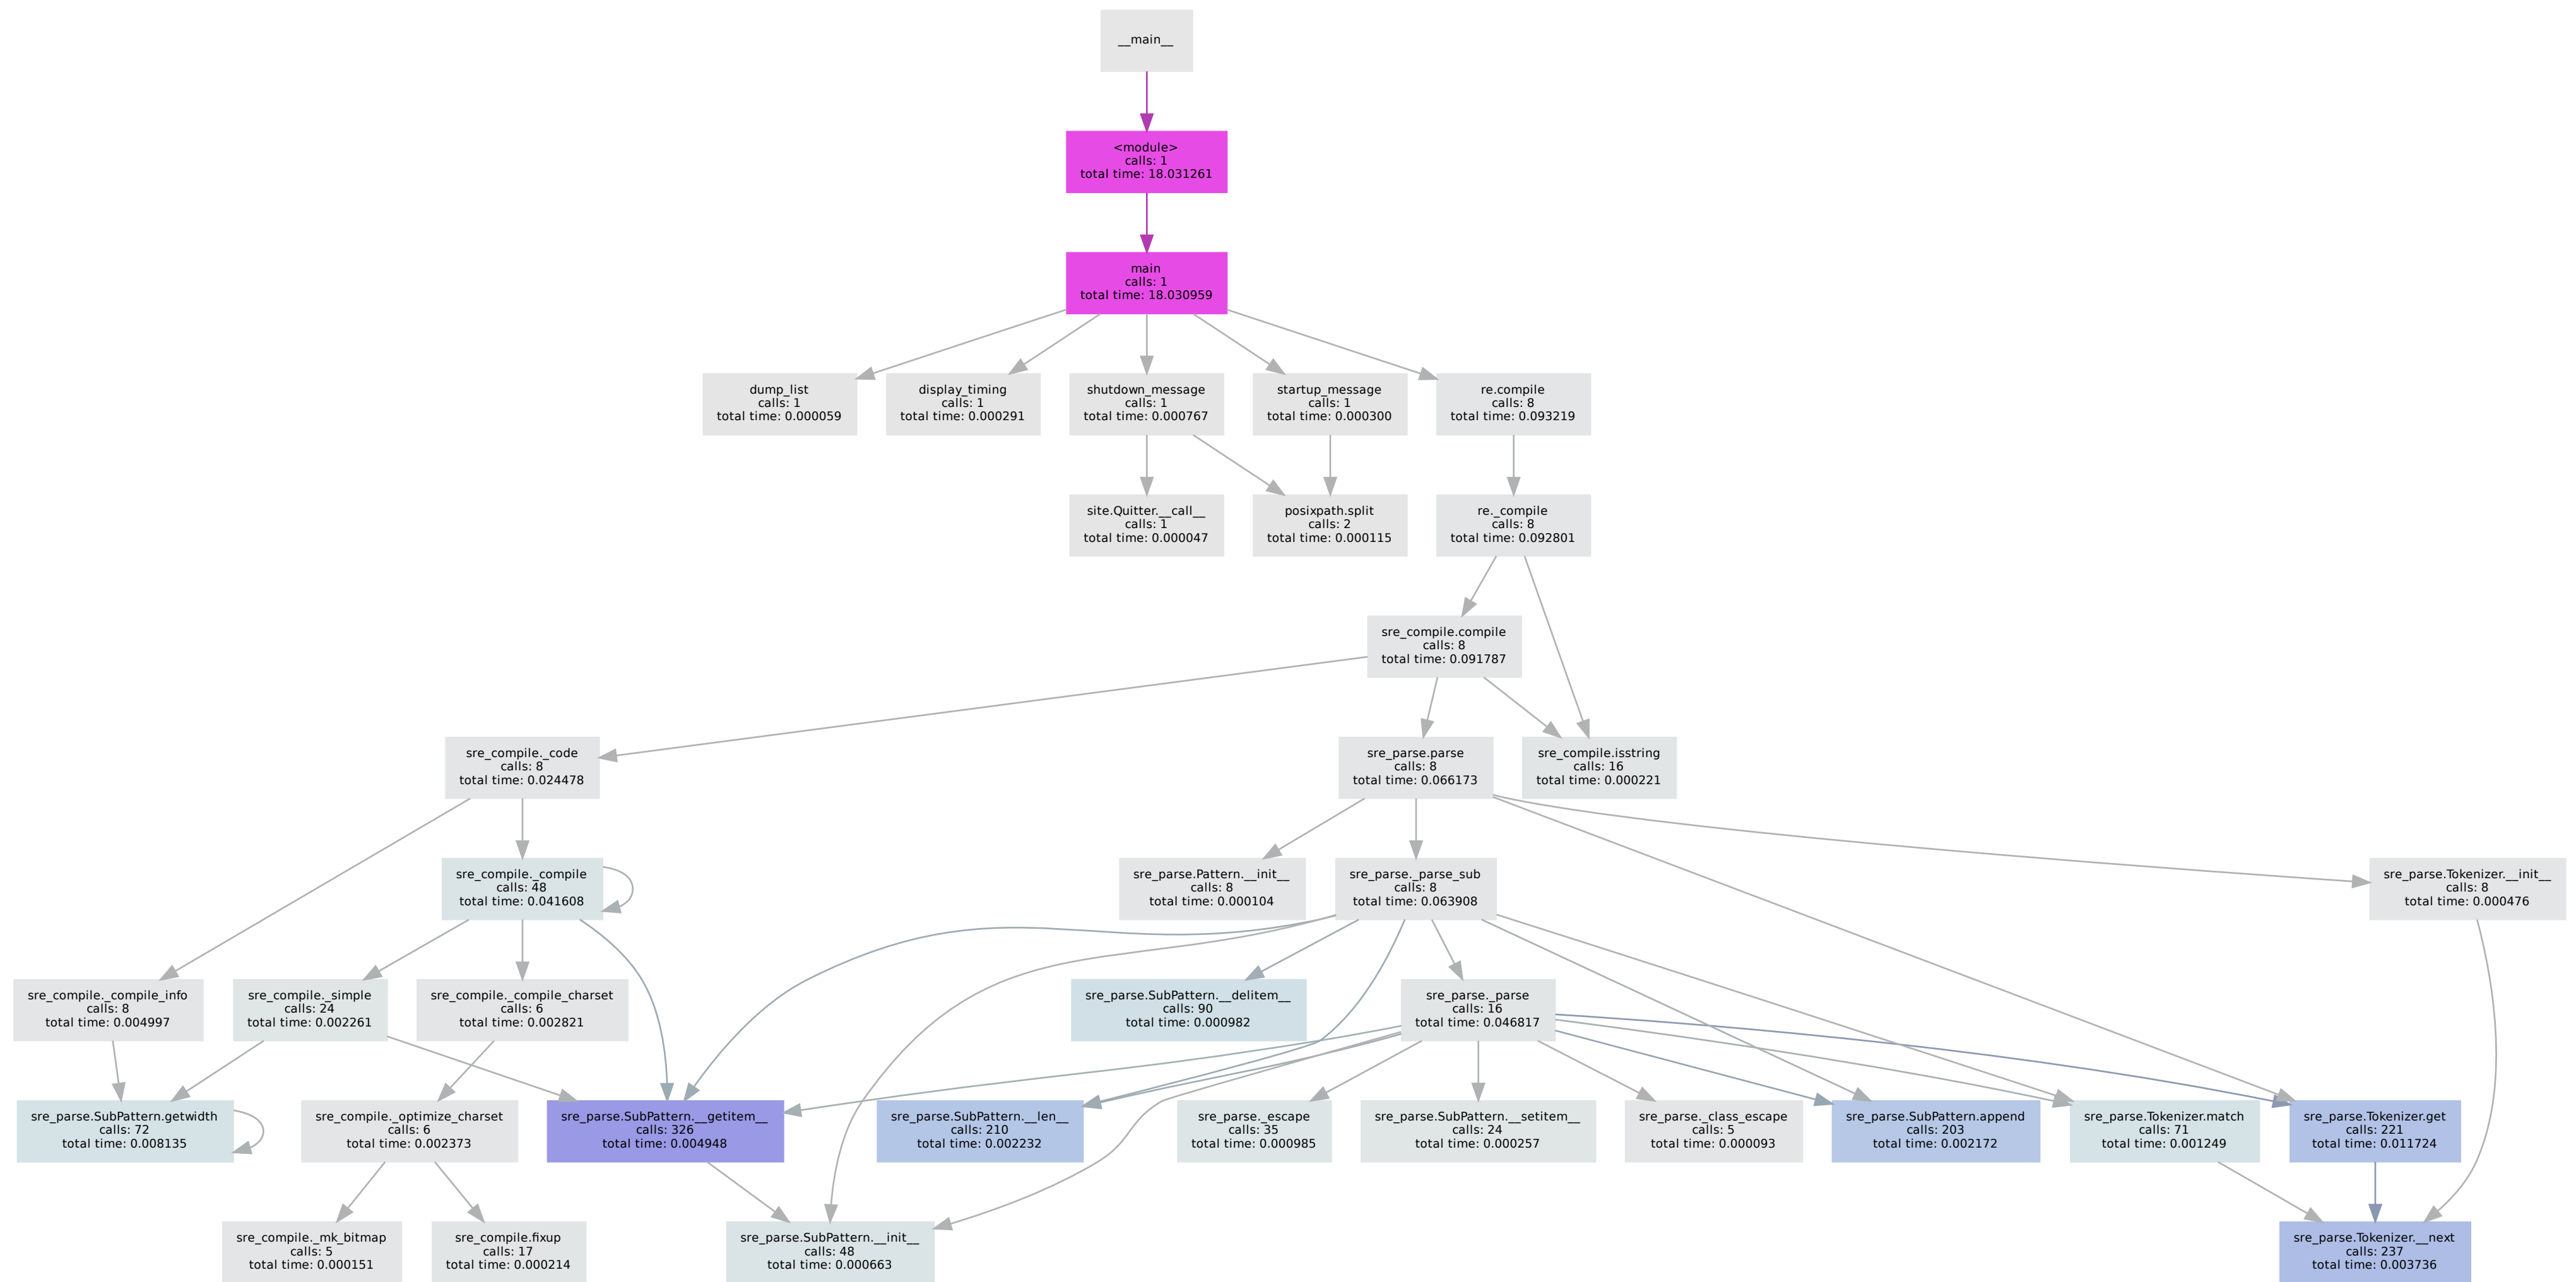 __main__
<module>
calls: 1
total time: 18.031261
main
calls: 1
total time: 18.030959
dump_list
calls: 1
total time: 0.000059
display_timing
calls: 1
total time: 0.000291
shutdown_message
calls: 1
total time: 0.000767
startup_message
calls: 1
total time: 0.000300
re.compile
calls: 8
total time: 0.093219
site.Quitter.__call__
calls: 1
total time: 0.000047
posixpath.split
calls: 2
total time: 0.000115
re._compile
calls: 8
total time: 0.092801
sre_compile.compile
calls: 8
total time: 0.091787
sre_compile._code
calls: 8
total time: 0.024478
sre_parse.parse
calls: 8
total time: 0.066173
sre_compile.isstring
calls: 16
total time: 0.000221
sre_compile._compile
calls: 48
total time: 0.041608
sre_parse.Pattern.__init__
calls: 8
total time: 0.000104
sre_parse._parse_sub
calls: 8
total time: 0.063908
sre_parse.Tokenizer.__init__
calls: 8
total time: 0.000476
sre_compile._compile_info
calls: 8
total time: 0.004997
sre_compile._simple
calls: 24
total time: 0.002261
sre_compile._compile_charset
calls: 6
total time: 0.002821
sre_parse.SubPattern.__delitem__
calls: 90
total time: 0.000982
sre_parse._parse
calls: 16
total time: 0.046817
sre_parse.SubPattern.getwidth
calls: 72
total time: 0.008135
sre_compile._optimize_charset
calls: 6
total time: 0.002373
sre_parse.SubPattern.__getitem__
calls: 326
total time: 0.004948
sre_parse.SubPattern.__len__
calls: 210
total time: 0.002232
sre_parse._escape
calls: 35
total time: 0.000985
sre_parse.SubPattern.__setitem__
calls: 24
total time: 0.000257
sre_parse._class_escape
calls: 5
total time: 0.000093
sre_parse.SubPattern.append
calls: 203
total time: 0.002172
sre_parse.Tokenizer.match
calls: 71
total time: 0.001249
sre_parse.Tokenizer.get
calls: 221
total time: 0.011724
sre_compile._mk_bitmap
calls: 5
total time: 0.000151
sre_compile.fixup
calls: 17
total time: 0.000214
sre_parse.SubPattern.__init__
calls: 48
total time: 0.000663
sre_parse.Tokenizer.__next
calls: 237
total time: 0.003736